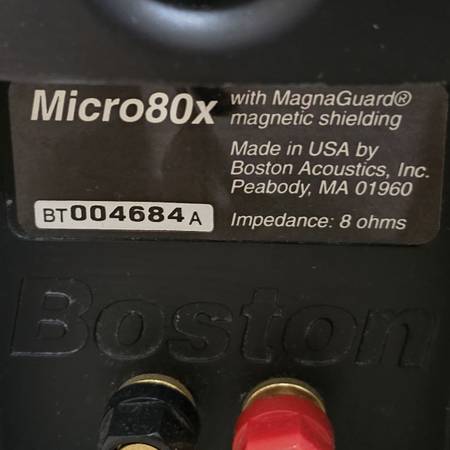 Micro80x
with MagnaGuard®
magnetic shielding
Made in USA by
Boston Acoustics, Inc.
Peabody, MA 01960
BT004684A
Impedance: 8 ohms
Boston